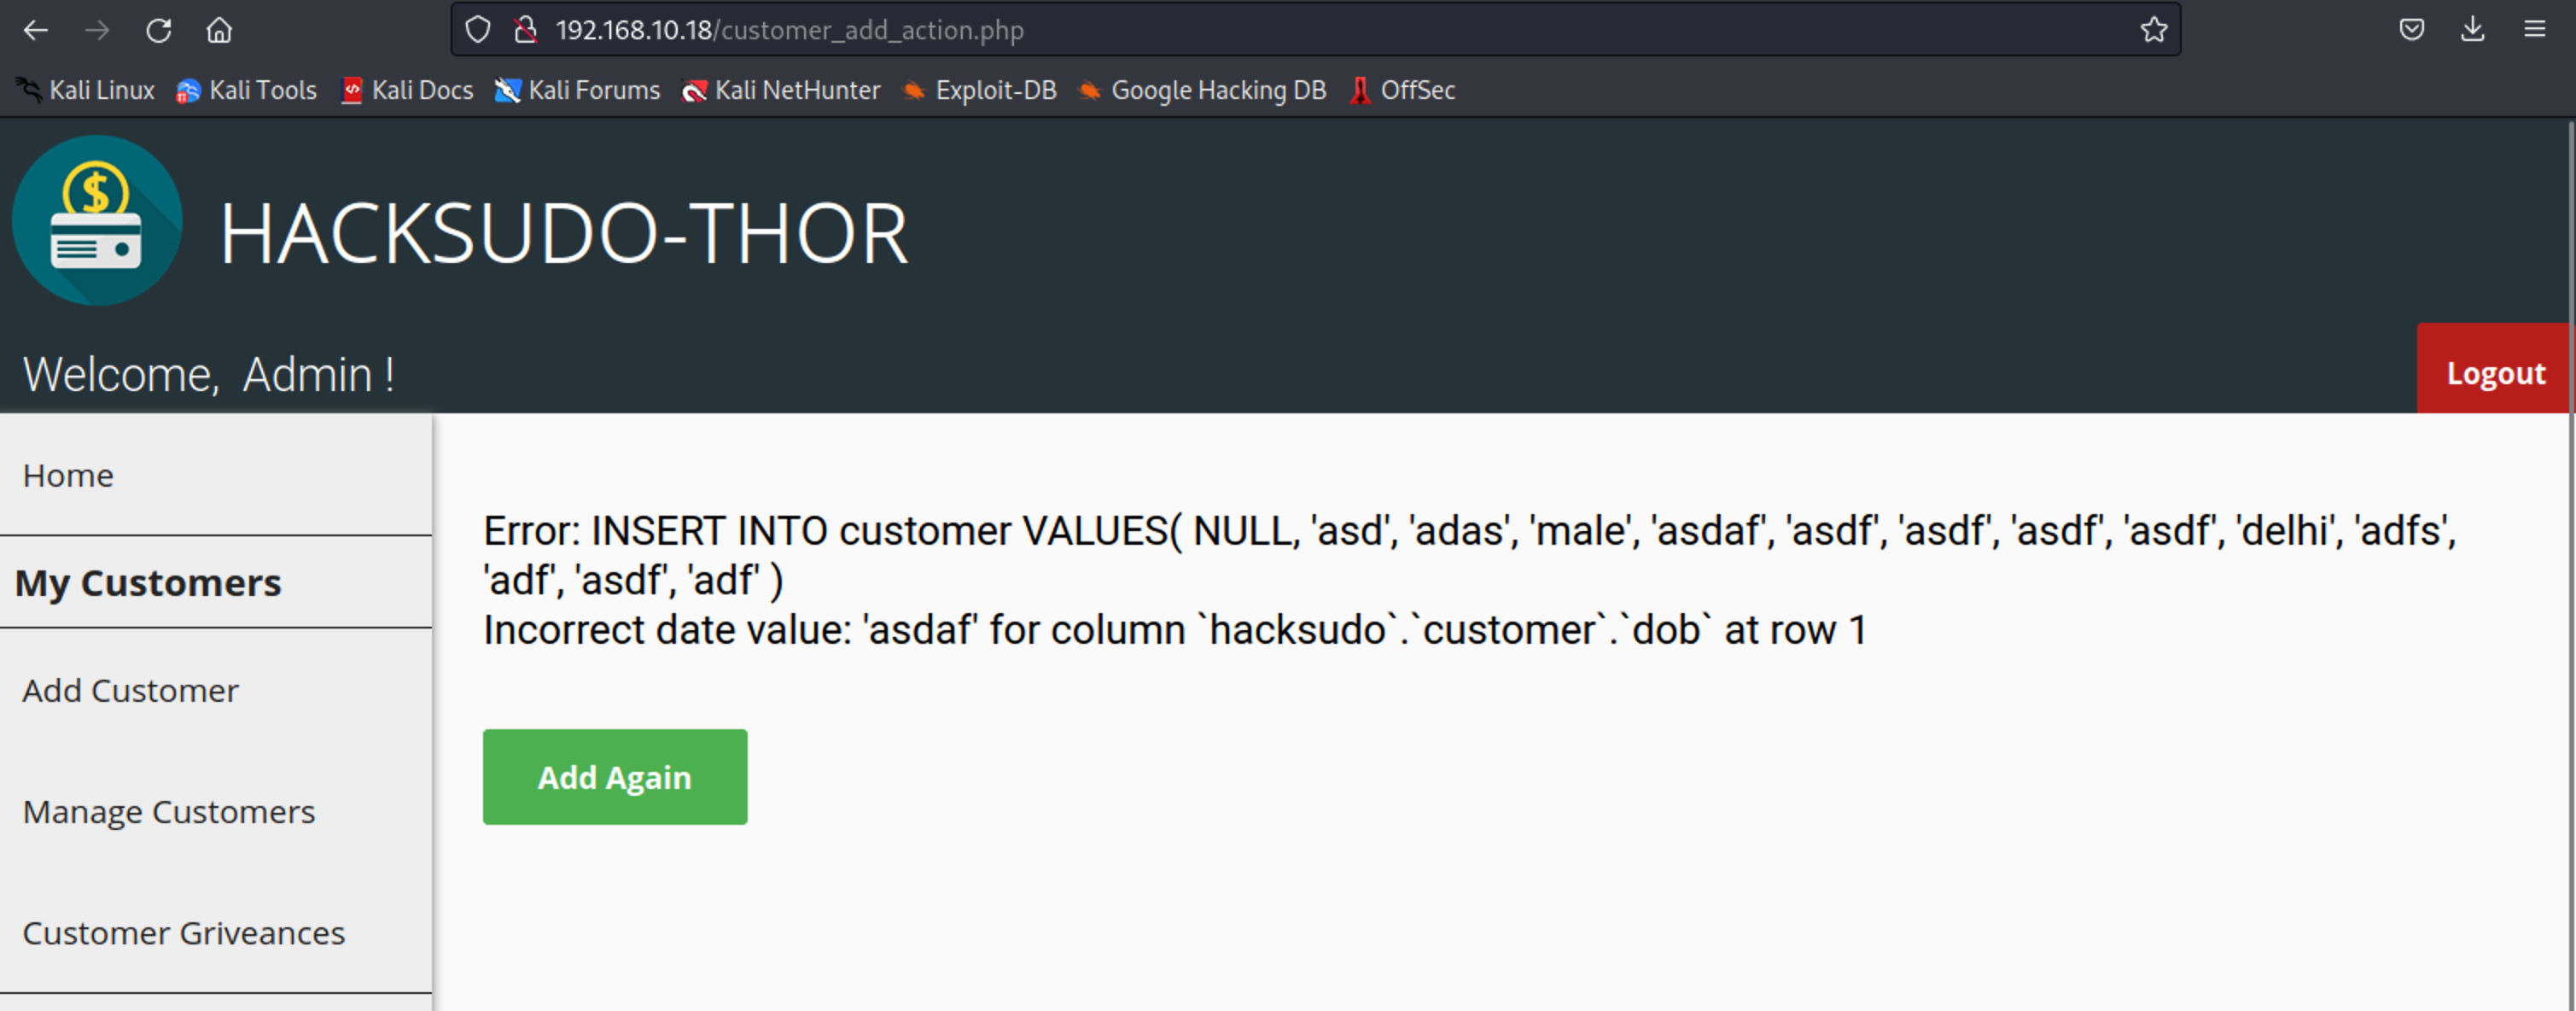 192.168.10.18/customer_add_action.php
Kali Linux Kali Tools Kali Docs Kali Forums Kali NetHunter Exploit-DB Google Hacking DB OffSec
$
HACKSUDO-THOR
Welcome, Admin !
Logout
Home
My Customers
Add Customer
Manage Customers
Customer Griveances
Error: INSERT INTO customer VALUES( NULL, 'asd', 'adas', 'male', 'asdaf', 'asdf', 'asdf', 'asdf', 'asdf', 'delhi', 'adfs',
'adf', 'asdf', 'adf' )
Incorrect date value: 'asdaf' for column `hacksudo`.`customer`.`dob` at row 1
Add Again